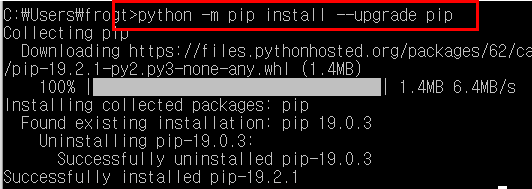 C:\Users\frogt>python -m pip install --upgrade pip
Collecting pip
Downloading https://files.pythonhosted.org/packages/62/ca
/pip-19.2.1-py2.py3-none-any.whl (1.4MB)
100% |████████████████████████████████| 1.4MB 6.4MB/s
Installing collected packages: pip
Found existing installation: pip 19.0.3
Uninstalling pip-19.0.3:
Successfully uninstalled pip-19.0.3
Successfully installed pip-19.2.1